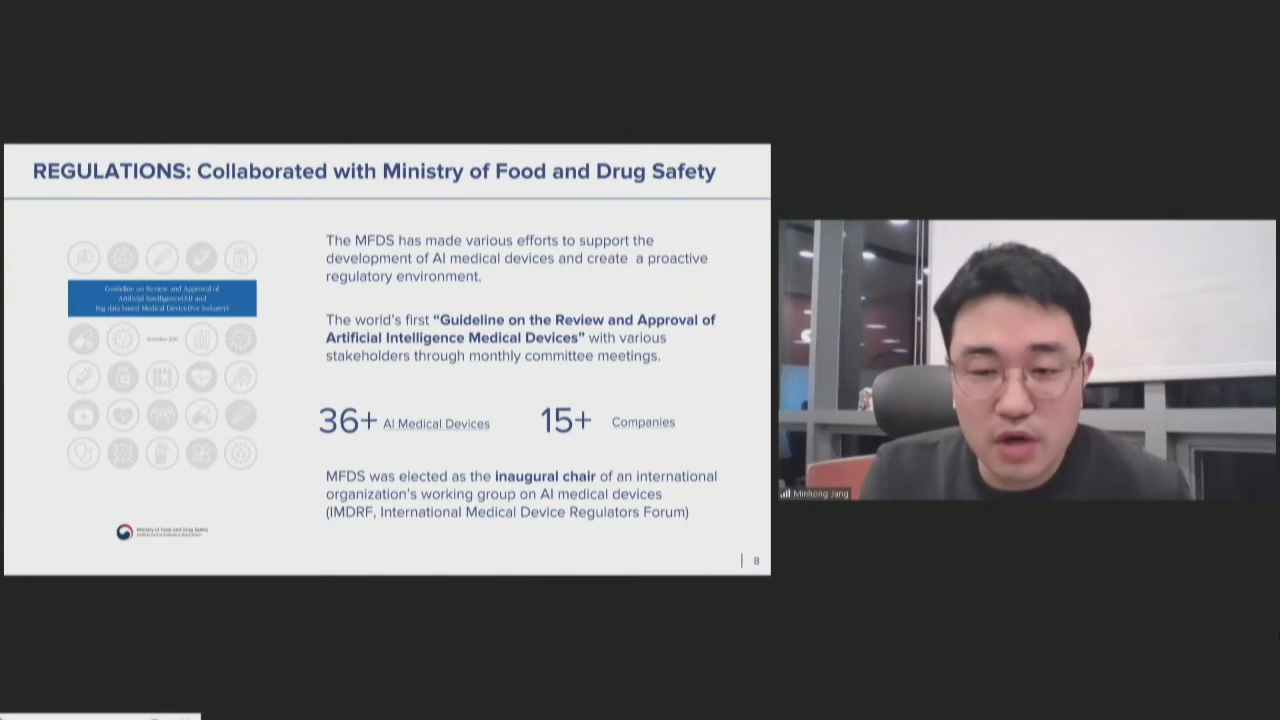 REGULATIONS: Collaborated with Ministry of Food and Drug Safety
Guideline on Review and Approval of
Artificial Intelligence(AI) and
Big data based Medical Device(For Industry)
The MFDS has made various efforts to support the
development of AI medical devices and create a proactive
regulatory environment.
The world's first “Guideline on the Review and Approval of
Artificial Intelligence Medical Devices” with various
stakeholders through monthly committee meetings.
36+ AI Medical Devices 15+ Companies
MFDS was elected as the inaugural chair of an international
organization's working group on AI medical devices
(IMDRF, International Medical Device Regulators Forum)
Ministry of Food and Drug Safety
8
Minhong Jang